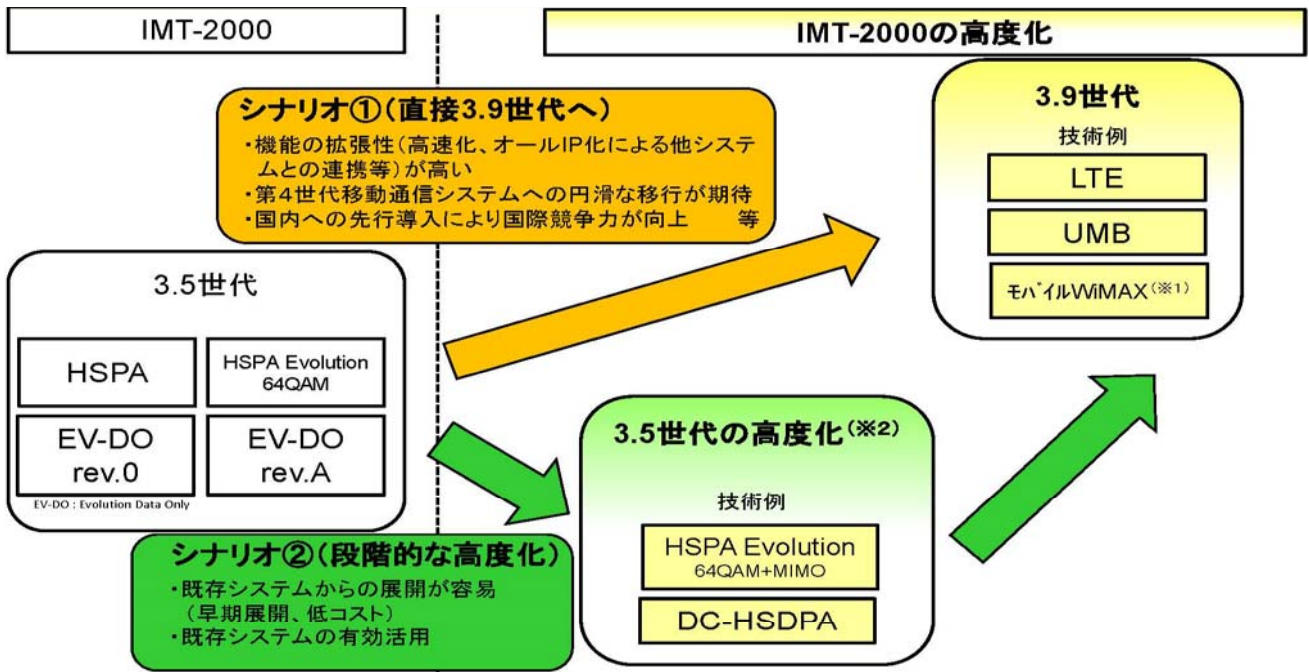 IMT-2000
IMT-2000の高度化
シナリオ①(直接3.9世代へ)
・機能の拡張性(高速化、オールIP化による他システ
ムとの連携等)が高い
・第4世代移動通信システムへの円滑な移行が期待
・国内への先行導入により国際競争力が向上 等
3.9世代
技術例
LTE
UMB
モバイルWiMAX(※1)
3.5世代
HSPA
HSPA Evolution
64QAM
EV-DO
rev.0
EV-DO
rev.A
EV-DO : Evolution Data Only
シナリオ②(段階的な高度化)
・既存システムからの展開が容易
(早期展開、低コスト)
・既存システムの有効活用
3.5世代の高度化(※2)
技術例
HSPA Evolution
64QAM+MIMO
DC-HSDPA